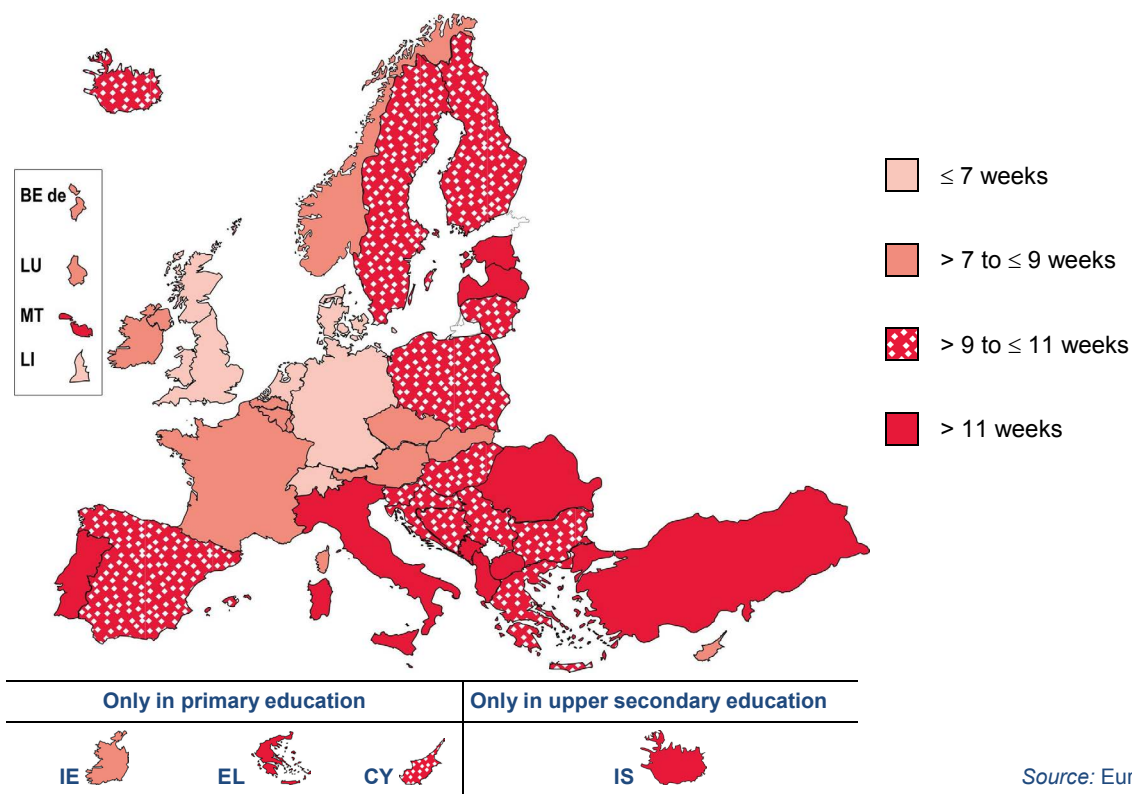 BE de
LU
MT
LI
≤ 7 weeks
> 7 to ≤ 9 weeks
> 9 to ≤ 11 weeks
> 11 weeks
Only in primary education
Only in upper secondary education
IE
EL
CY
IS
Source: Eur